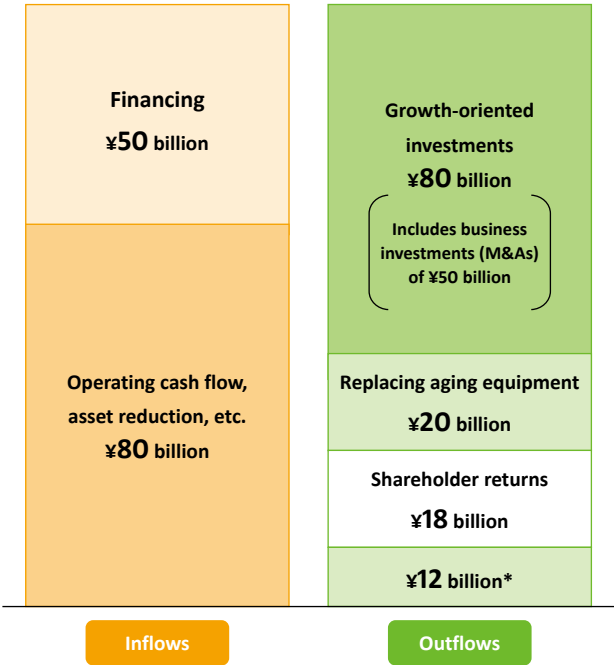 Financing
¥50 billion
Operating cash flow,
asset reduction, etc.
¥80 billion
Inflows
Growth-oriented
investments
¥80 billion
Includes business
investments (M&As)
of ¥50 billion
Replacing aging equipment
¥20 billion
Shareholder returns
¥18 billion
¥12 billion*
Outflows